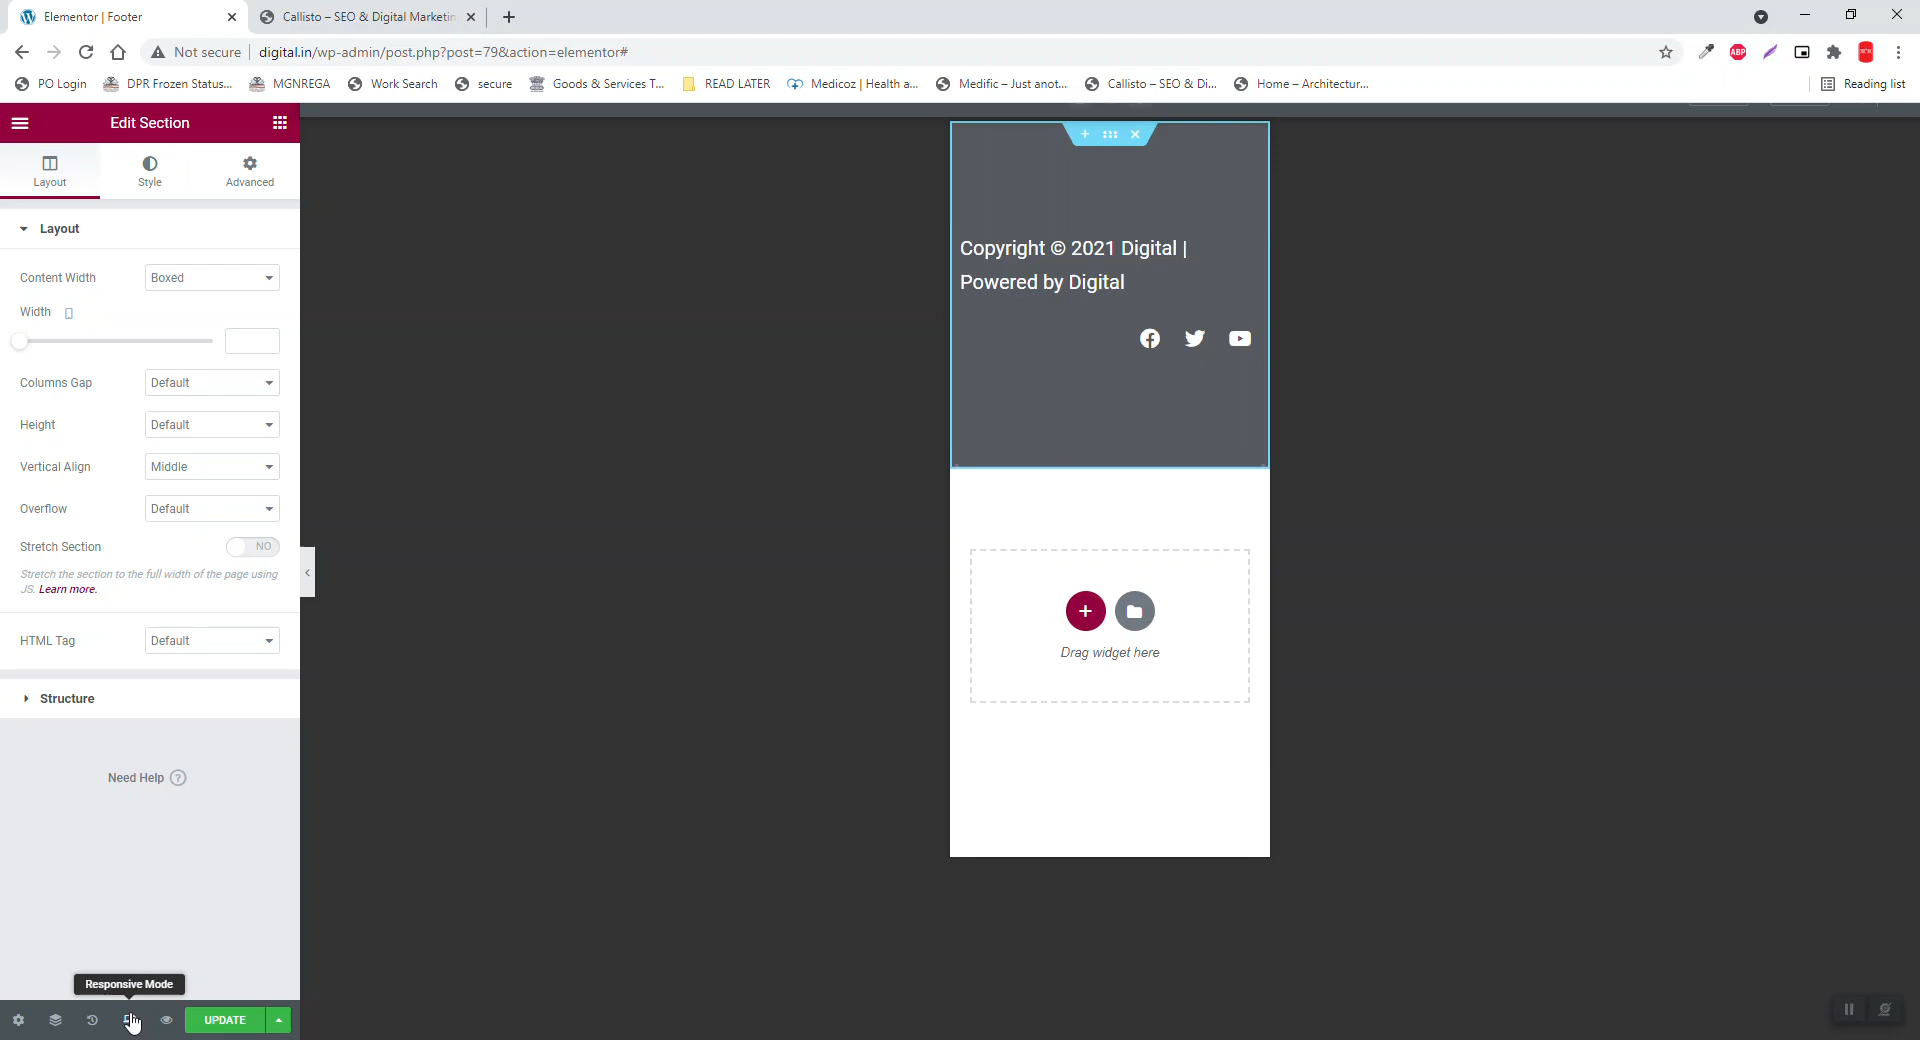 Elementor | Footer
Callisto – SEO & Digital Marketin
Not secure
digital.in/wp-admin/post.php?post=79&action=elementor#
PO Login
DPR Frozen Status...
MGNREGA
Work Search
secure
Goods & Services T...
READ LATER
Medicoz | Health a...
Medific – Just anot...
Callisto – SEO & Di...
Home – Architectur...
Reading list
ABP
Edit Section
Layout
Style
Advanced
Layout
Content Width
Boxed
Width
Columns Gap
Default
Height
Default
Vertical Align
Middle
Overflow
Default
Stretch Section
NO
Stretch the section to the full width of the page using
JS. Learn more.
HTML Tag
Default
Structure
Need Help ?
Responsive Mode
UPDATE
Copyright © 2021 Digital |
Powered by Digital
Drag widget here